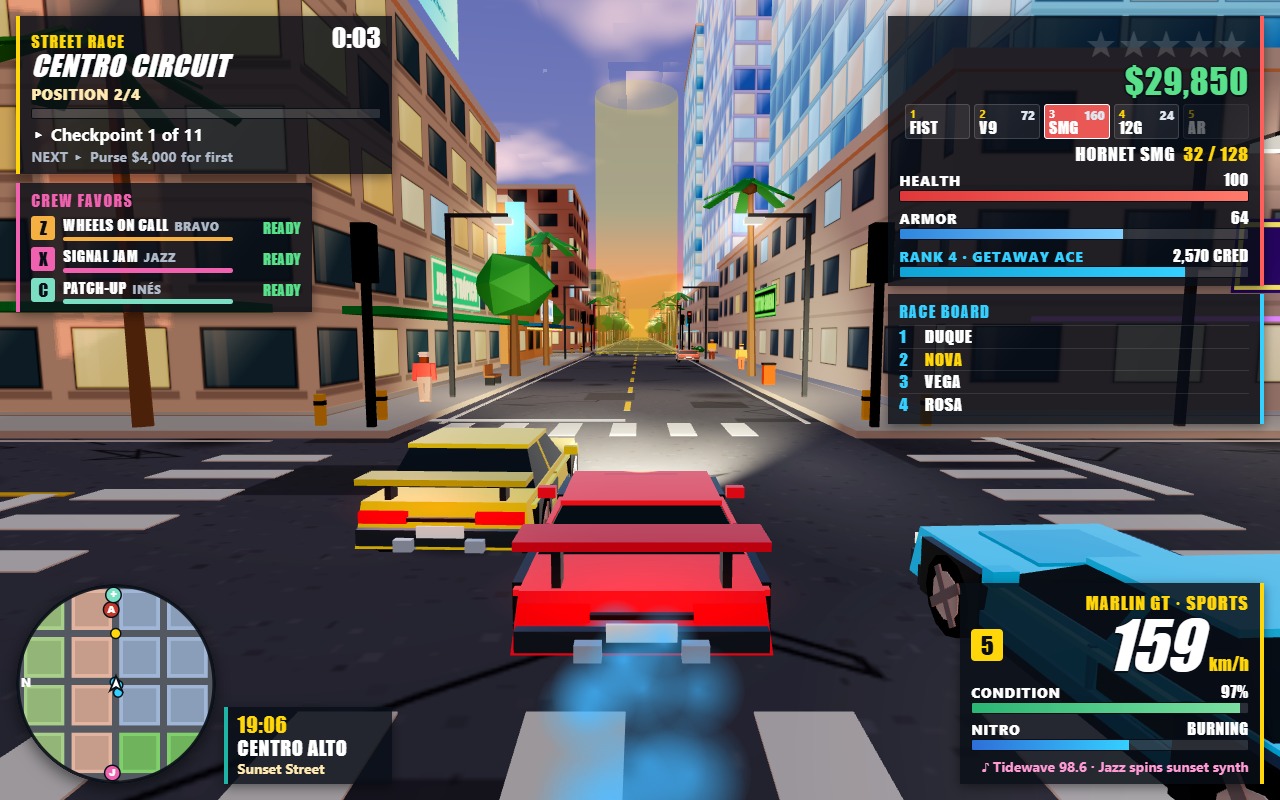 STREET RACE
0:03
CENTRO CIRCUIT
POSITION 2/4
▸ Checkpoint 1 of 11
NEXT ▸ Purse $4,000 for first
CREW FAVORS
Z WHEELS ON CALL BRAVO READY
X SIGNAL JAM JAZZ READY
C PATCH-UP INÉS READY
★★★★★
$29,850
1 FIST
2 V9 72
3 SMG 160
4 12G 24
5 AR
HORNET SMG 32 / 128
HEALTH 100
ARMOR 64
RANK 4 · GETAWAY ACE 2,570 CRED
RACE BOARD
1 DUQUE
2 NOVA
3 VEGA
4 ROSA
A
N
J
19:06
CENTRO ALTO
Sunset Street
MARLIN GT · SPORTS
5 159 km/h
CONDITION 97%
NITRO BURNING
♪ Tidewave 98.6 · Jazz spins sunset synth